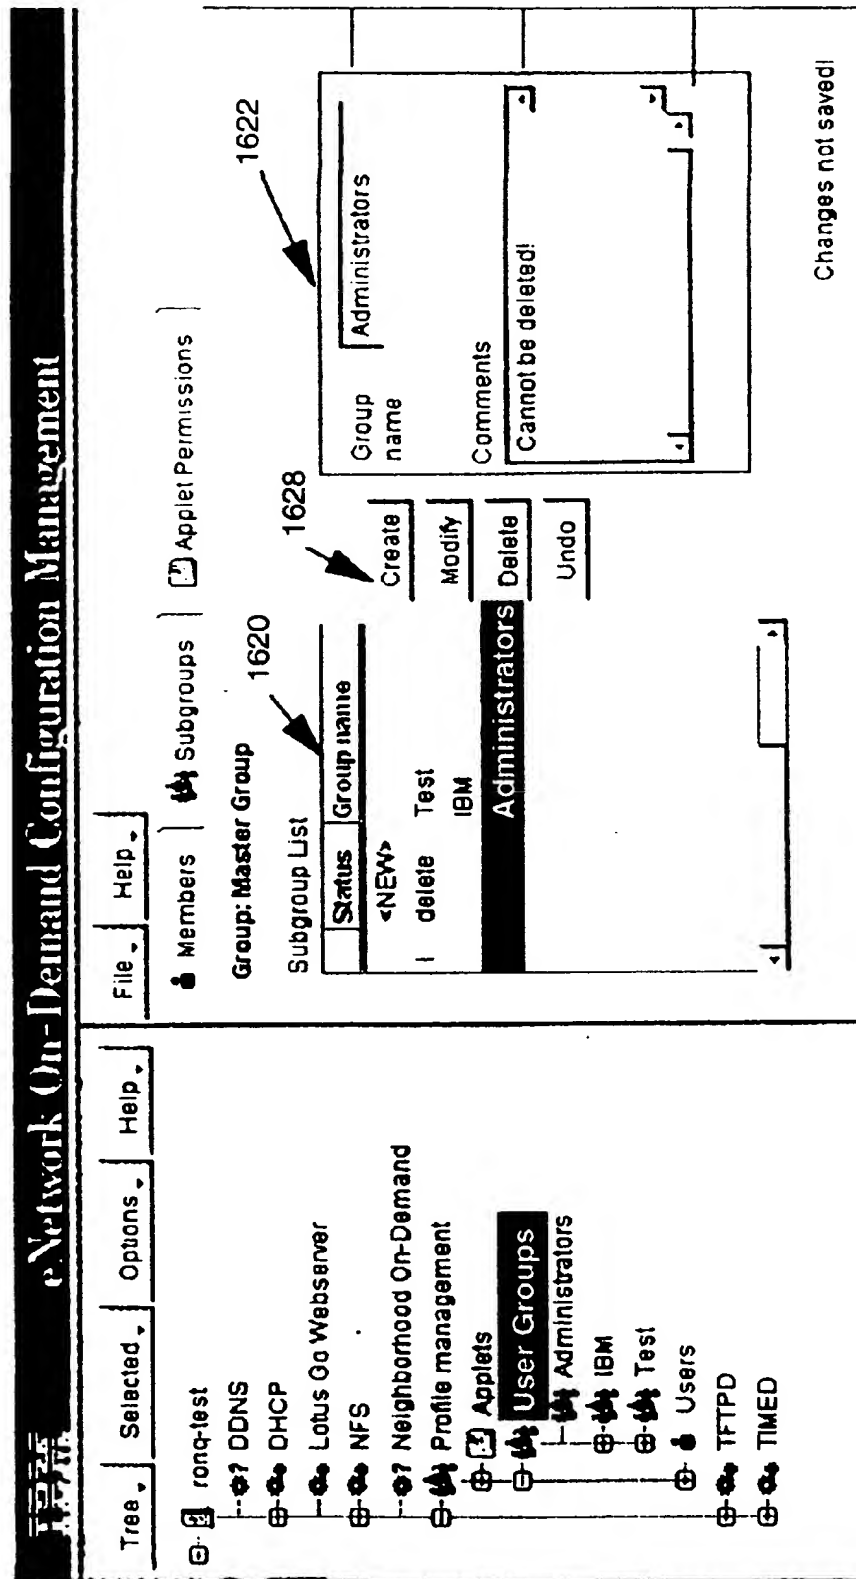 eNetwork On-Demand Configuration Management
Tree
Selected
Options
Help
ronq-test
DDNS
DHCP
Lotus Go Webserver
NFS
Neighborhood On-Demand
Profile management
Applets
User Groups
Administrators
IBM
Test
Users
TFTPD
TIMED
File
Help
Members
Subgroups
Applet Permissions
Group: Master Group
Subgroup List
1620
Status
Group name
<NEW>
delete Test
IBM
Administrators
1628
Create
Modify
Delete
Undo
1622
Group name
Administrators
Comments
Cannot be deleted!
Changes not saved!